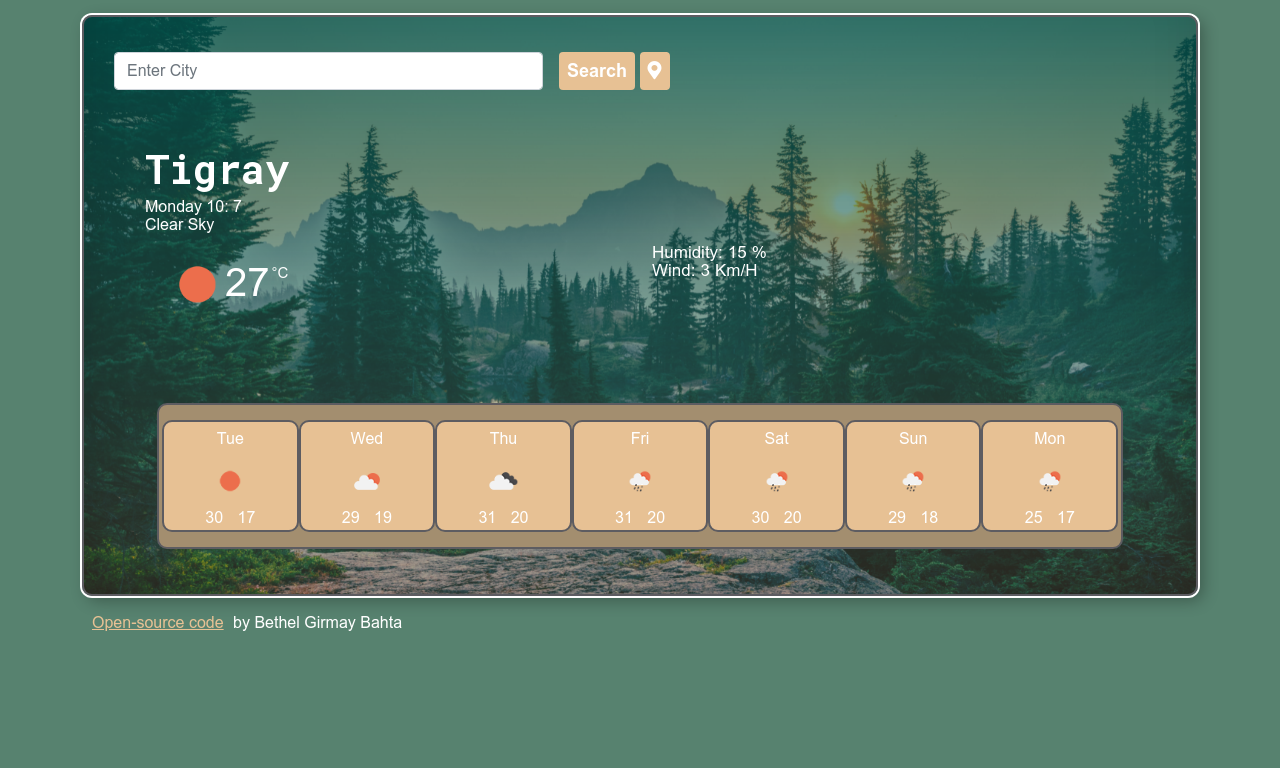 Enter City
Search
Tigray
Monday 10: 7
Clear Sky
Humidity: 15 %
Wind: 3 Km/H
27 °C
Tue Wed Thu Fri Sat Sun Mon
30 17 29 19 31 20 31 20 30 20 29 18 25 17
Open-source code by Bethel Girmay Bahta